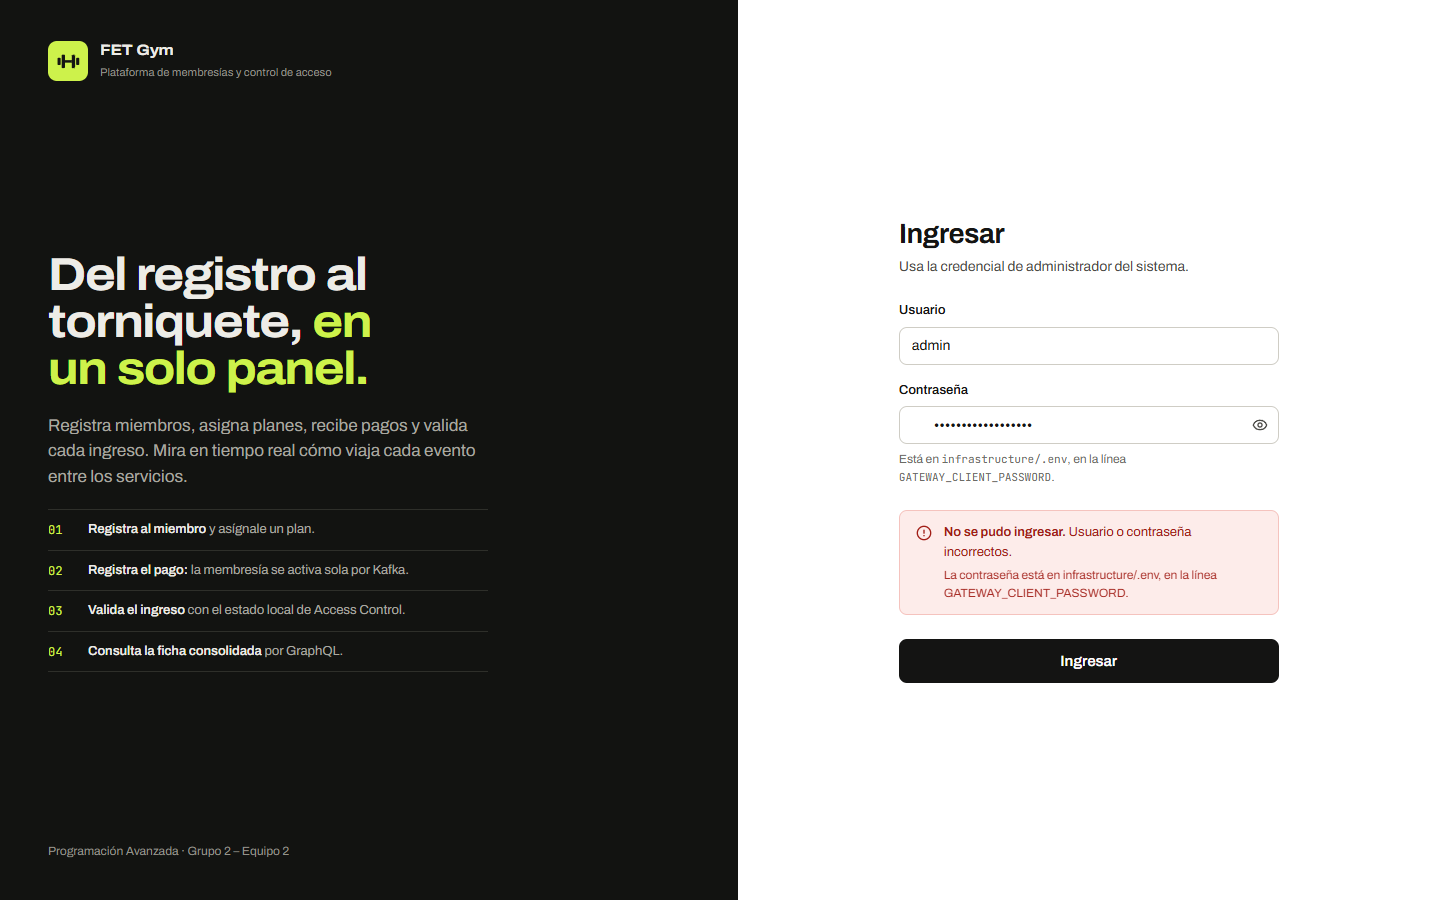 FET Gym
Plataforma de membresías y control de acceso
Del registro al
torniquete, en
un solo panel.
Registra miembros, asigna planes, recibe pagos y valida
cada ingreso. Mira en tiempo real cómo viaja cada evento
entre los servicios.
01 Registra al miembro y asígnale un plan.
02 Registra el pago: la membresía se activa sola por Kafka.
03 Valida el ingreso con el estado local de Access Control.
04 Consulta la ficha consolidada por GraphQL.
Programación Avanzada · Grupo 2 – Equipo 2
Ingresar
Usa la credencial de administrador del sistema.
Usuario
admin
Contraseña
••••••••••••••••••
Está en infrastructure/.env, en la línea
GATEWAY_CLIENT_PASSWORD.
No se pudo ingresar. Usuario o contraseña
incorrectos.
La contraseña está en infrastructure/.env, en la línea
GATEWAY_CLIENT_PASSWORD.
Ingresar